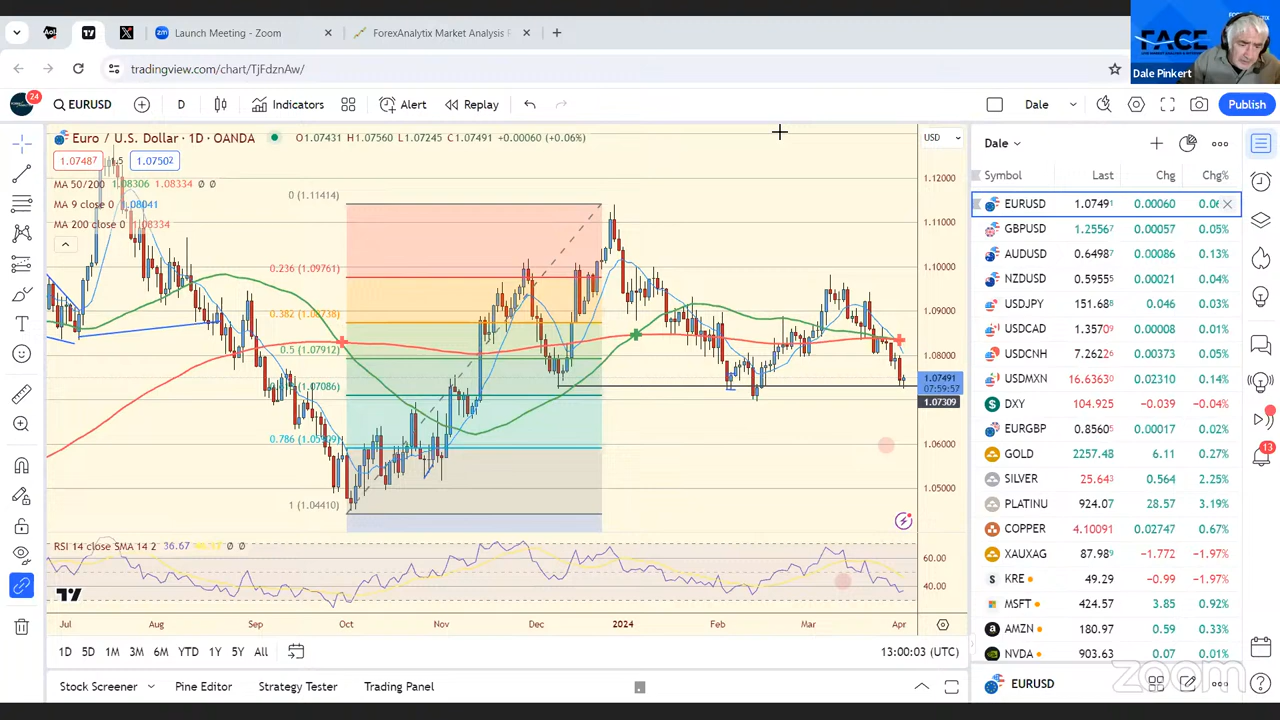 Launch Meeting - Zoom
ForexAnalytix Market Analysis F
tradingview.com/chart/TjFdznAw/
FACE
Dale Pinkert
24
EURUSD
D
Indicators
Alert
Replay
Dale
Publish
Euro / U.S. Dollar · 1D · OANDA
O1.07431 H1.07560 L1.07245 C1.07491 +0.00060 (+0.06%)
USD
1.07487
1.5
1.07502
MA 50/200 1.08306 1.08334 Ø Ø
MA 9 close 0 1.08041
MA 200 close 0 1.08334
0 (1.11414)
0.236 (1.09761)
0.382 (1.08738)
0.5 (1.07912)
(1.07086)
0.786
1 (1.04410)
1.12000
1.11000
1.10000
1.09000
1.08000
1.07491
07:59:57
1.07309
1.06000
1.05000
RSI 14 close SMA 14 2 36.67 Ø Ø
60.00
40.00
Jul Aug Sep Oct Nov Dec 2024 Feb Mar Apr
1D 5D 1M 3M 6M YTD 1Y 5Y All
13:00:03 (UTC)
Stock Screener
Pine Editor
Strategy Tester
Trading Panel
Dale
Symbol Last Chg Chg%
EURUSD 1.07491 0.00060 0.06
GBPUSD 1.25567 0.00057 0.05%
AUDUSD 0.64987 0.00086 0.13%
NZDUSD 0.59555 0.00021 0.04%
USDJPY 151.688 0.046 0.03%
USDCAD 1.35709 0.00008 0.01%
USDCNH 7.26226 0.00373 0.05%
USDMXN 16.63630 0.02310 0.14%
DXY 104.925 −0.039 −0.04%
EURGBP 0.85605 0.00017 0.02%
GOLD 2257.48 6.11 0.27%
SILVER 25.643 0.564 2.25%
PLATINU 924.07 28.57 3.19%
COPPER 4.10091 0.02747 0.67%
XAUXAG 87.989 −1.772 −1.97%
KRE 49.29 −0.99 −1.97%
MSFT 424.57 3.85 0.92%
AMZN 180.97 0.59 0.33%
NVDA 903.63 0.07 0.01%
EURUSD
13
zoom